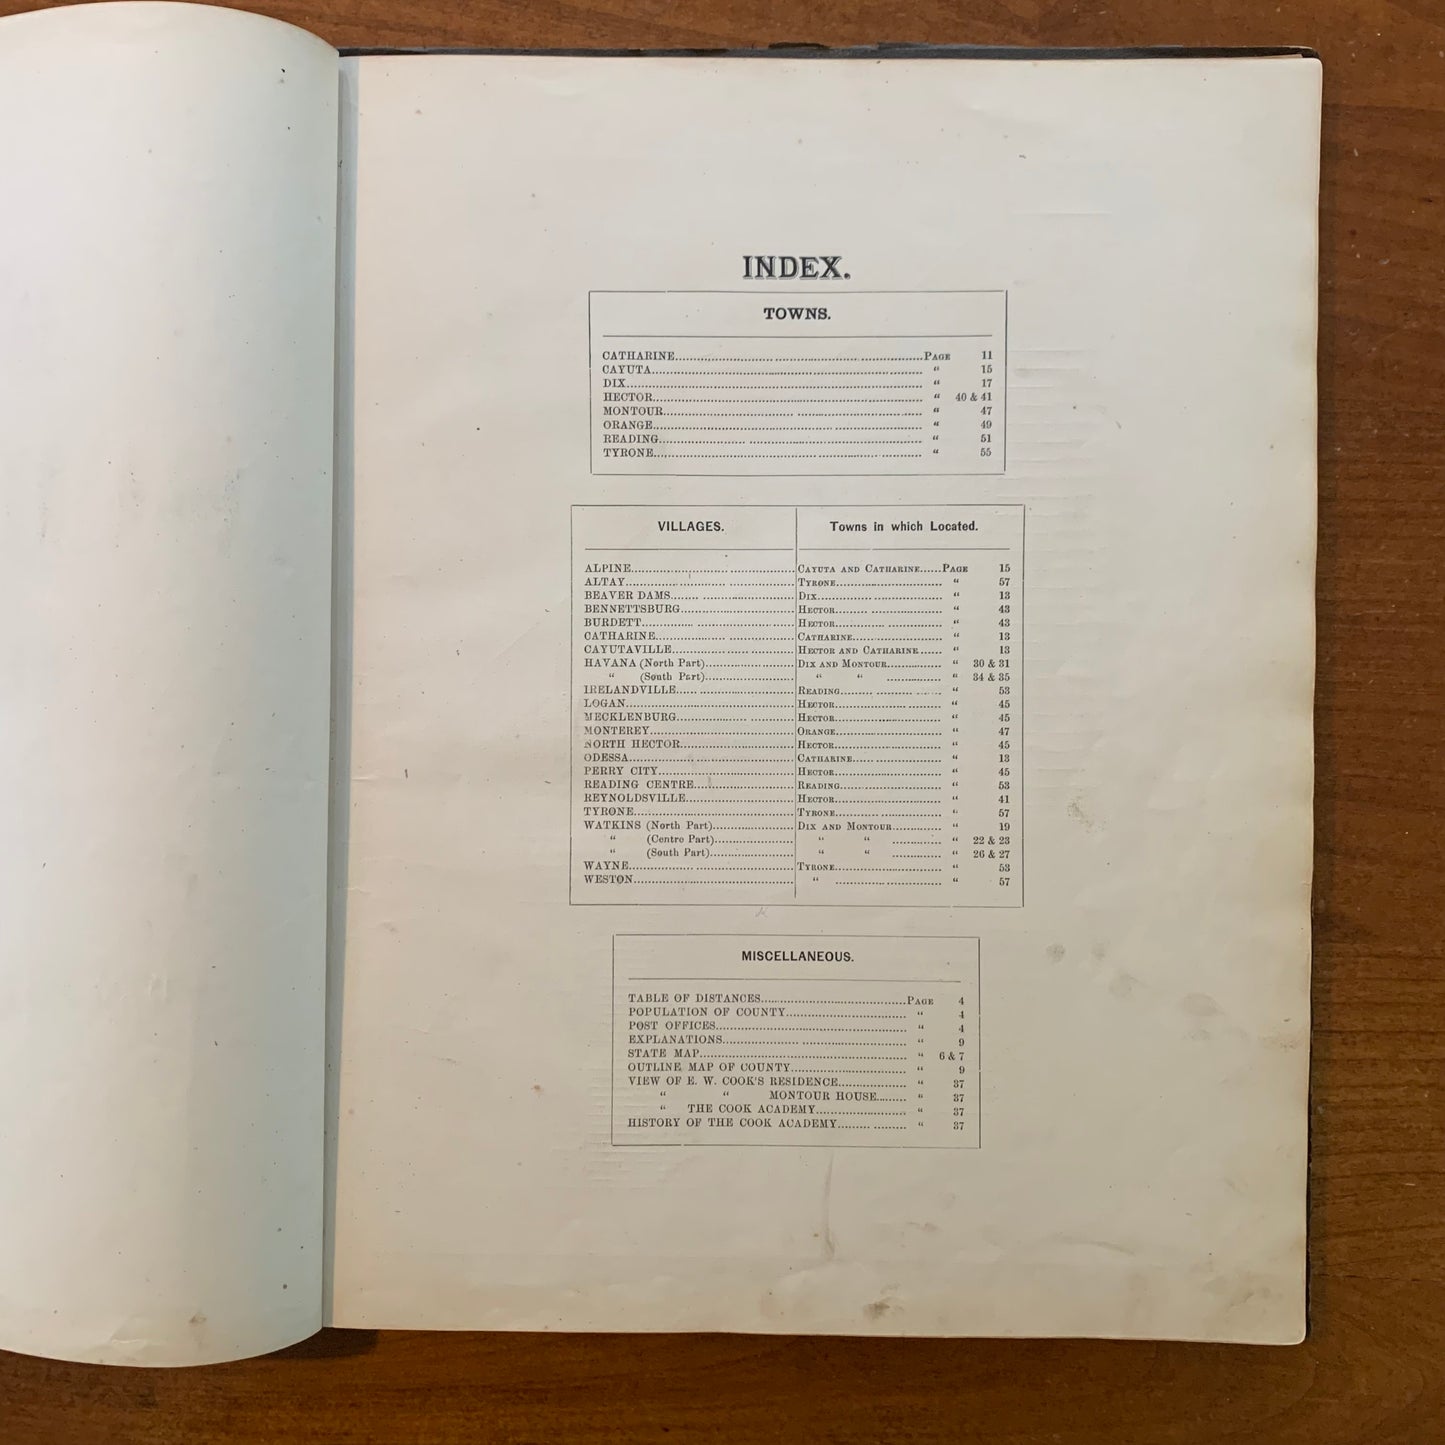 INDEX.
TOWNS.
CATHARINE.....PAGE 11
CAYUTA.....“ 15
DIX.....“ 17
HECTOR.....“ 40 & 41
MONTOUR.....“ 47
ORANGE.....“ 49
READING.....“ 51
TYRONE.....“ 55
VILLAGES. Towns in which Located.
ALPINE.....CAYUTA AND CATHARINE.....PAGE 15
ALTAY.....TYRONE.....“ 57
BEAVER DAMS.....DIX.....“ 13
BENNETTSBURG.....HECTOR.....“ 43
BURDETT.....HECTOR.....“ 43
CATHARINE.....CATHARINE.....“ 13
CAYUTAVILLE.....HECTOR AND CATHARINE.....“ 13
HAVANA (North Part).....DIX AND MONTOUR.....“ 30 & 31
“ (South Part).....“ “ .....“ 34 & 35
IRELANDVILLE.....READING.....“ 53
LOGAN.....HECTOR.....“ 45
MECKLENBURG.....HECTOR.....“ 45
MONTEREY.....ORANGE.....“ 47
NORTH HECTOR.....HECTOR.....“ 45
ODESSA.....CATHARINE.....“ 13
PERRY CITY.....HECTOR.....“ 45
READING CENTRE.....READING.....“ 53
REYNOLDSVILLE.....HECTOR.....“ 41
TYRONE.....TYRONE.....“ 57
WATKINS (North Part).....DIX AND MONTOUR.....“ 19
“ (Centre Part).....“ “ .....“ 22 & 23
“ (South Part).....“ “ .....“ 26 & 27
WAYNE.....TYRONE.....“ 53
WESTON.....“ .....“ 57
MISCELLANEOUS.
TABLE OF DISTANCES.....PAGE 4
POPULATION OF COUNTY.....“ 4
POST OFFICES.....“ 4
EXPLANATIONS.....“ 9
STATE MAP.....“ 6 & 7
OUTLINE MAP OF COUNTY.....“ 9
VIEW OF E. W. COOK'S RESIDENCE.....“ 37
“ “ MONTOUR HOUSE.....“ 37
“ THE COOK ACADEMY.....“ 37
HISTORY OF THE COOK ACADEMY.....“ 37